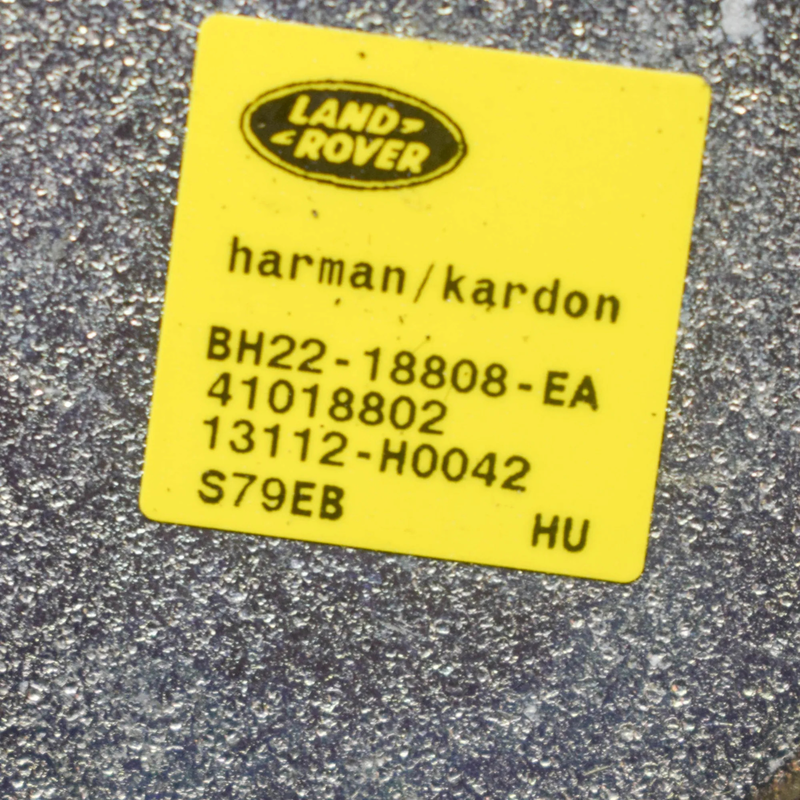 LAND
ROVER
harman/kardon
BH22-18808-EA
41018802
13112-H0042
S79EB HU